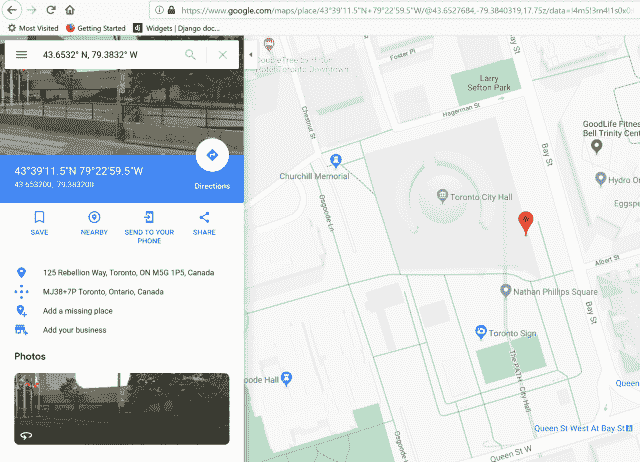 https://www.google.com/maps/place/43°39'11.5"N+79°22'59.5"W/@43.6527684,-79.3840319,17.75z/data=!4m5!3m4!1s0x0
Most Visited Getting Started Widgets | Django doc...
43.6532° N, 79.3832° W
43°39'11.5"N 79°22'59.5"W
43.653200, -79.383200
Directions
SAVE NEARBY SEND TO YOUR PHONE SHARE
125 Rebellion Way, Toronto, ON M5G 1P5, Canada
MJ38+7P Toronto, Ontario, Canada
Add a missing place
Add your business
Photos
Foster Pl
Bay St
Larry
Sefton Park
Hagerman St
Chestnut St
GoodLife Fitnes
Bell Trinity Cent
Churchill Memorial
Toronto City Hall
Bay St
Hydro On
Eggspe
Osgoode Ln
Albert St
Nathan Phillips Square
Bay St
Toronto Sign
The PATH - City Hall
oode Hall
Osgoode Ln
Queen
Queen St West At Bay St
Queen St W